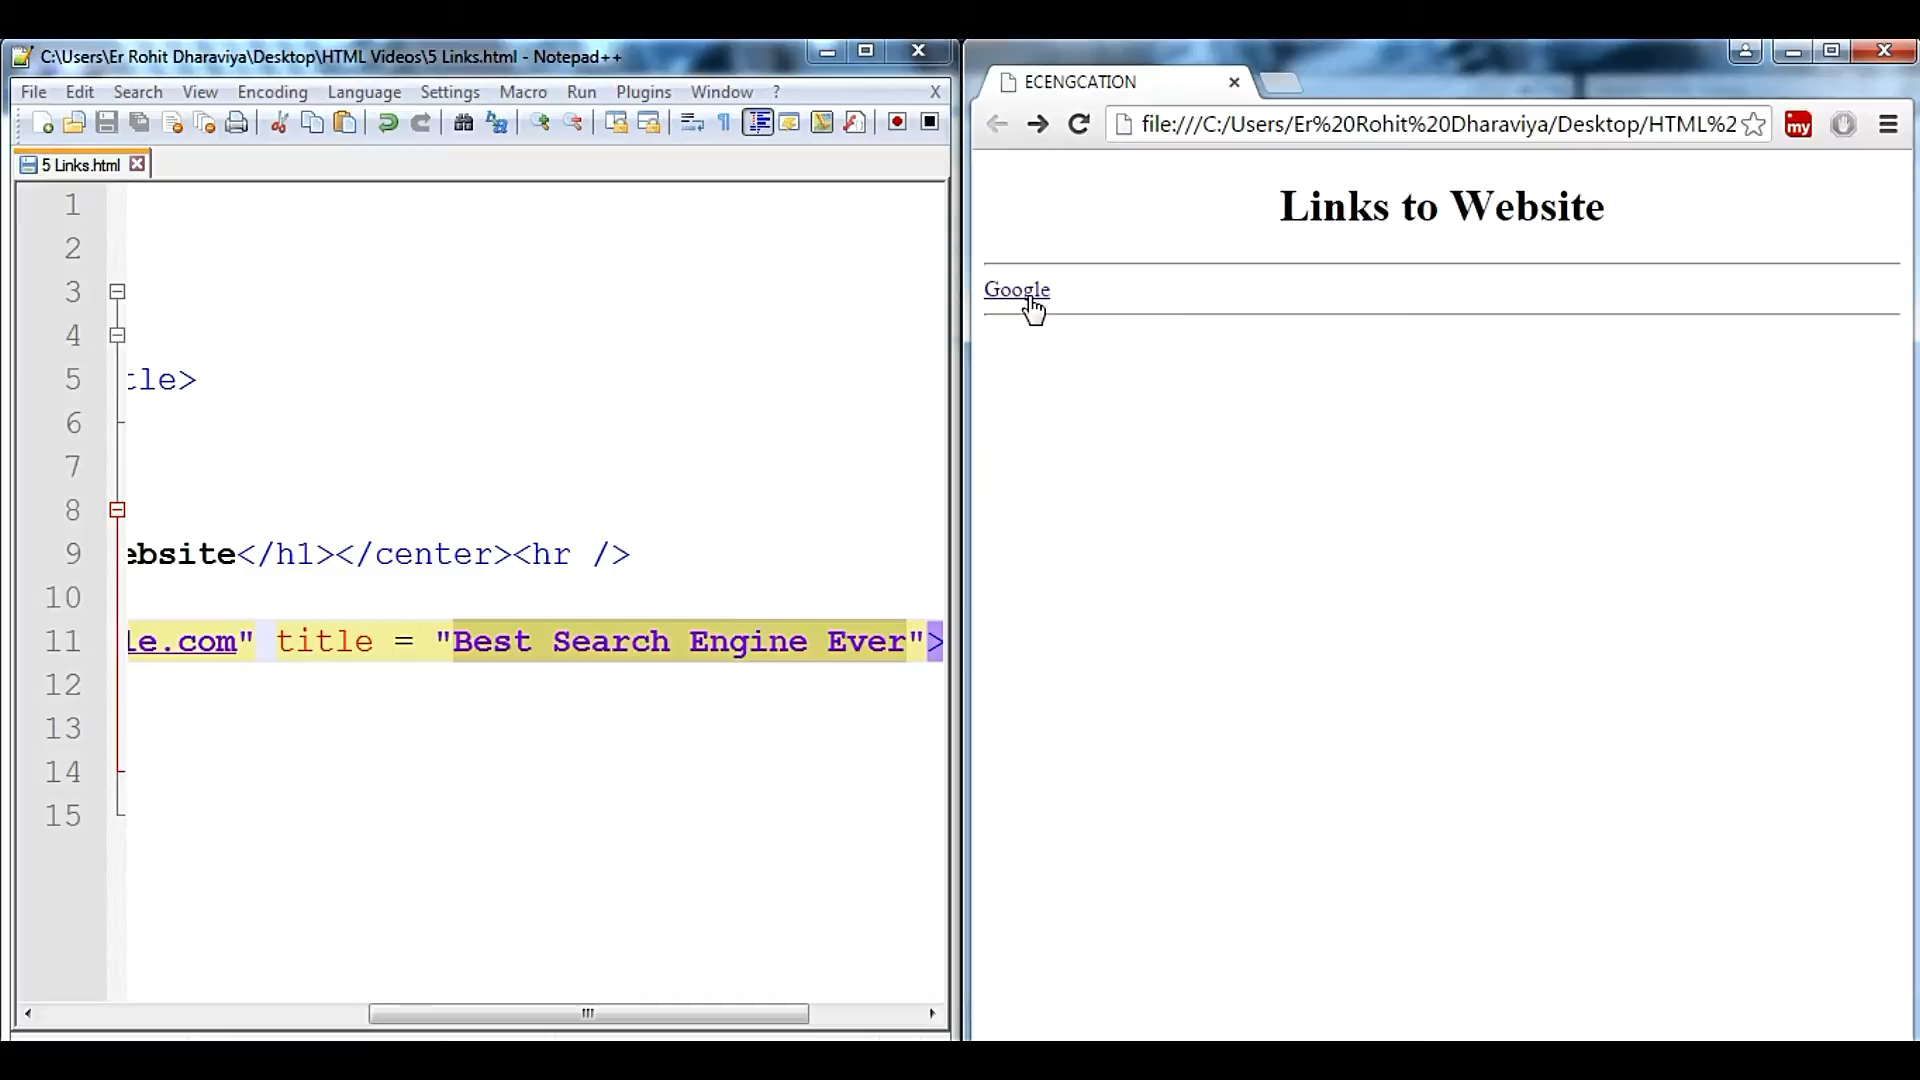 C:\Users\Er Rohit Dharaviya\Desktop\HTML Videos\5 Links.html - Notepad++
File Edit Search View Encoding Language Settings Macro Run Plugins Window ? X
5 Links.html
1
2
3
4
5 tle>
6
7
8
9 ebsite</h1></center><hr />
10
11 le.com" title = "Best Search Engine Ever">
12
13
14
15
ECENGCATION
file:///C:/Users/Er%20Rohit%20Dharaviya/Desktop/HTML%2
my
Links to Website
Google